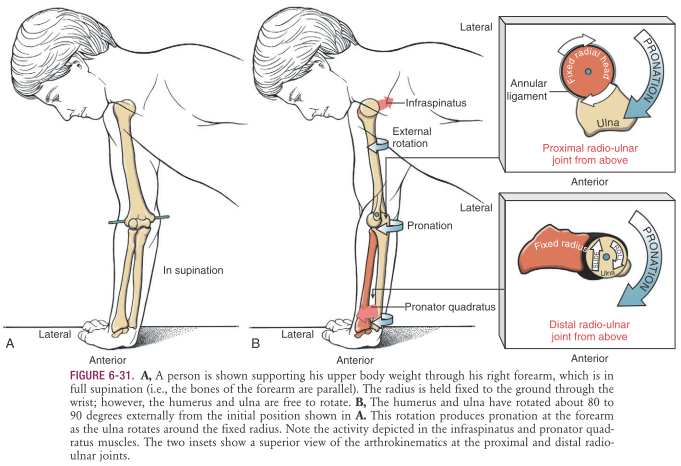 Lateral
Infraspinatus
External
rotation
Pronation
Pronator quadratus
In supination
Lateral
A
Anterior
Lateral
B
Anterior
Fixed radial head
PRONATION
Annular
ligament
Ulna
Proximal radio-ulnar
joint from above
Anterior
Lateral
Fixed radius
SLIDE
ROLL
Ulna
PRONATION
Distal radio-ulnar
joint from above
Anterior
FIGURE 6-31. A, A person is shown supporting his upper body weight through his right forearm, which is in
full supination (i.e., the bones of the forearm are parallel). The radius is held fixed to the ground through the
wrist; however, the humerus and ulna are free to rotate. B, The humerus and ulna have rotated about 80 to
90 degrees externally from the initial position shown in A. This rotation produces pronation at the forearm
as the ulna rotates around the fixed radius. Note the activity depicted in the infraspinatus and pronator quad-
ratus muscles. The two insets show a superior view of the arthrokinematics at the proximal and distal radio-
ulnar joints.